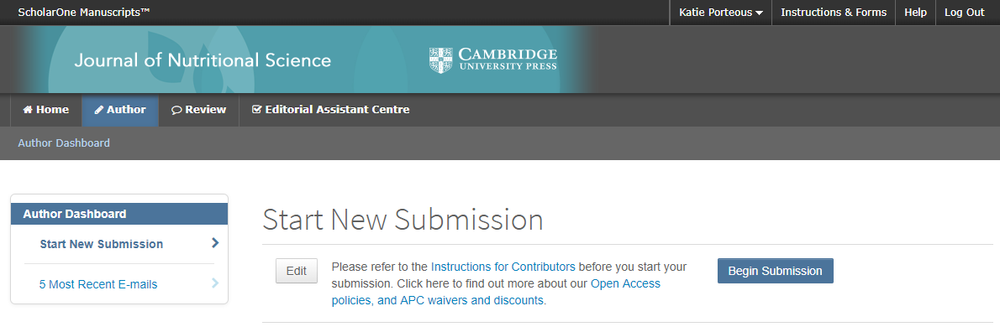 ScholarOne Manuscripts™
Katie Porteous
Instructions & Forms
Help
Log Out
Journal of Nutritional Science
CAMBRIDGE
UNIVERSITY PRESS
Home
Author
Review
Editorial Assistant Centre
Author Dashboard
Author Dashboard
Start New Submission
5 Most Recent E-mails
Start New Submission
Edit
Please refer to the Instructions for Contributors before you start your
submission. Click here to find out more about our Open Access
policies, and APC waivers and discounts.
Begin Submission